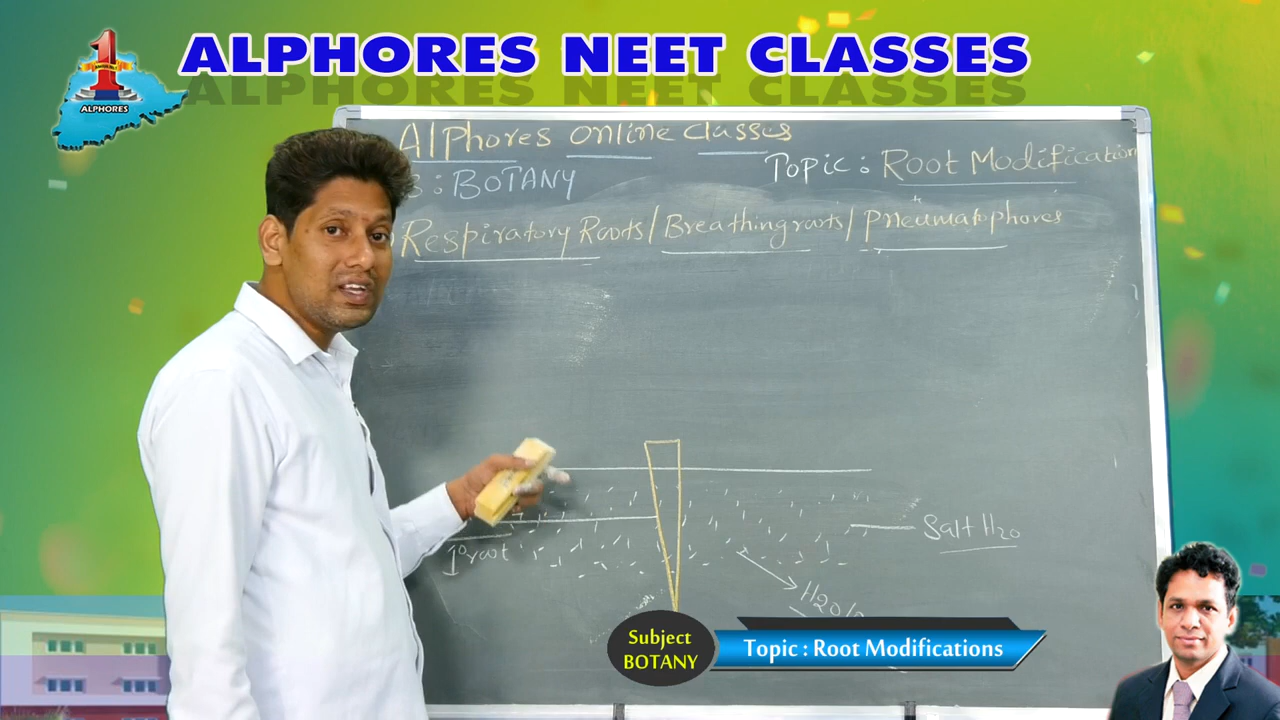 ALPHORES NEET CLASSES
1
ALPHORES
Alphores online classes
Topic : Root Modification
: BOTANY
Respiratory Roots / Breathing roots / Pneumatophores
Salt H2O
1° root
H2O
Subject
BOTANY
Topic : Root Modifications